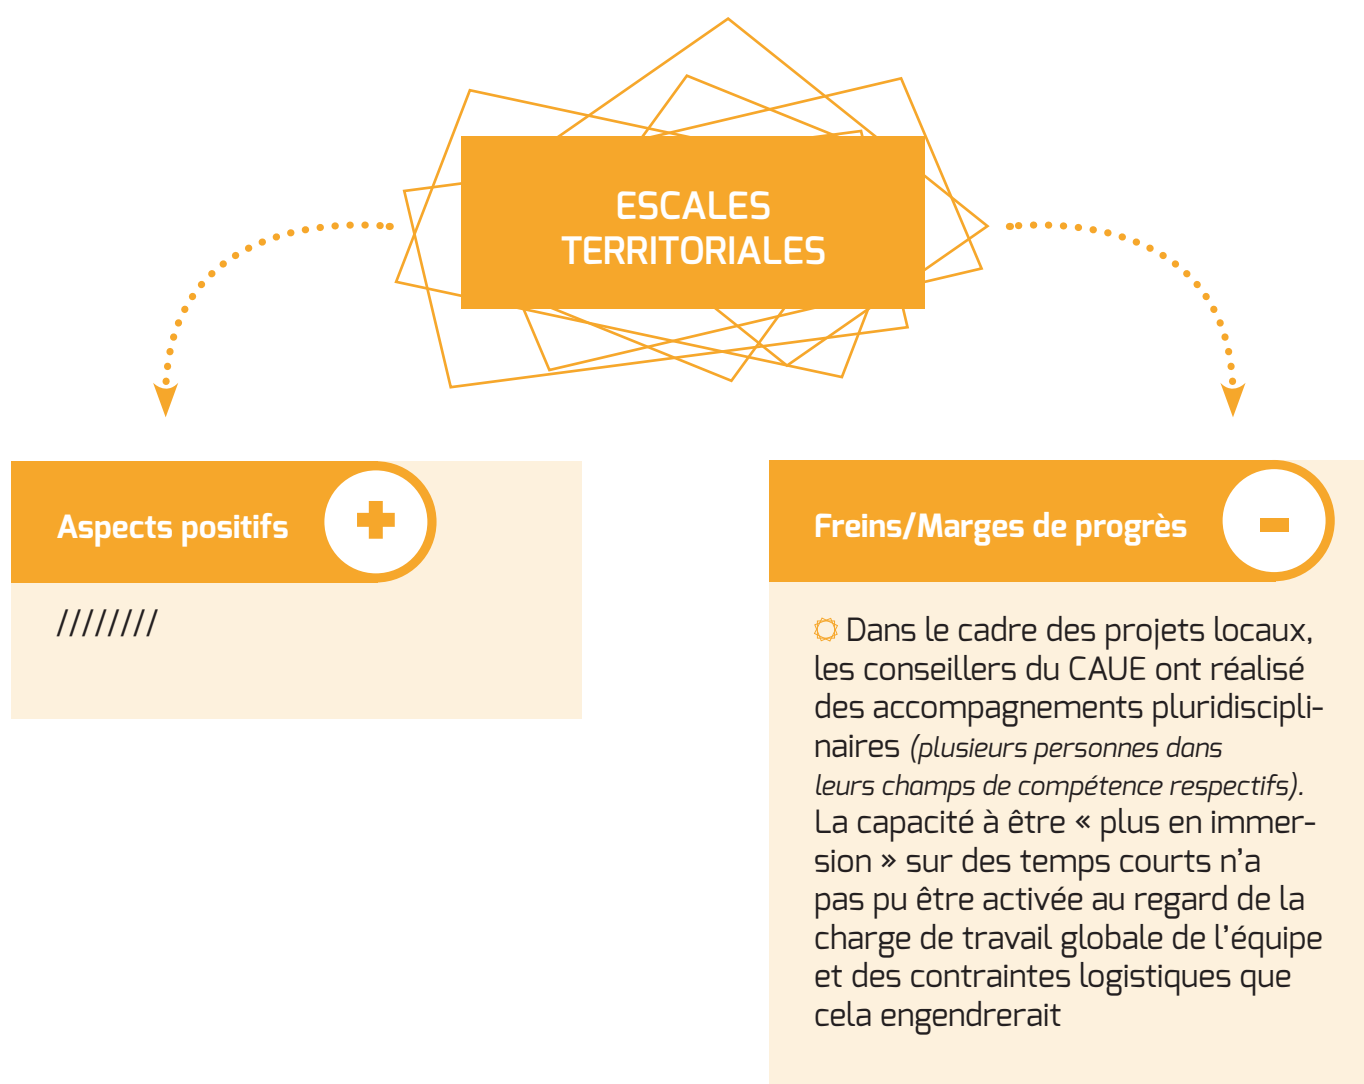 ESCALES
TERRITORIALES
Aspects positifs
+
////////
Freins/Marges de progrès
-
Dans le cadre des projets locaux,
les conseillers du CAUE ont réalisé
des accompagnements pluridiscipli-
naires (plusieurs personnes dans
leurs champs de compétence respectifs).
La capacité à être « plus en immer-
sion » sur des temps courts n’a
pas pu être activée au regard de la
charge de travail globale de l’équipe
et des contraintes logistiques que
cela engendrerait